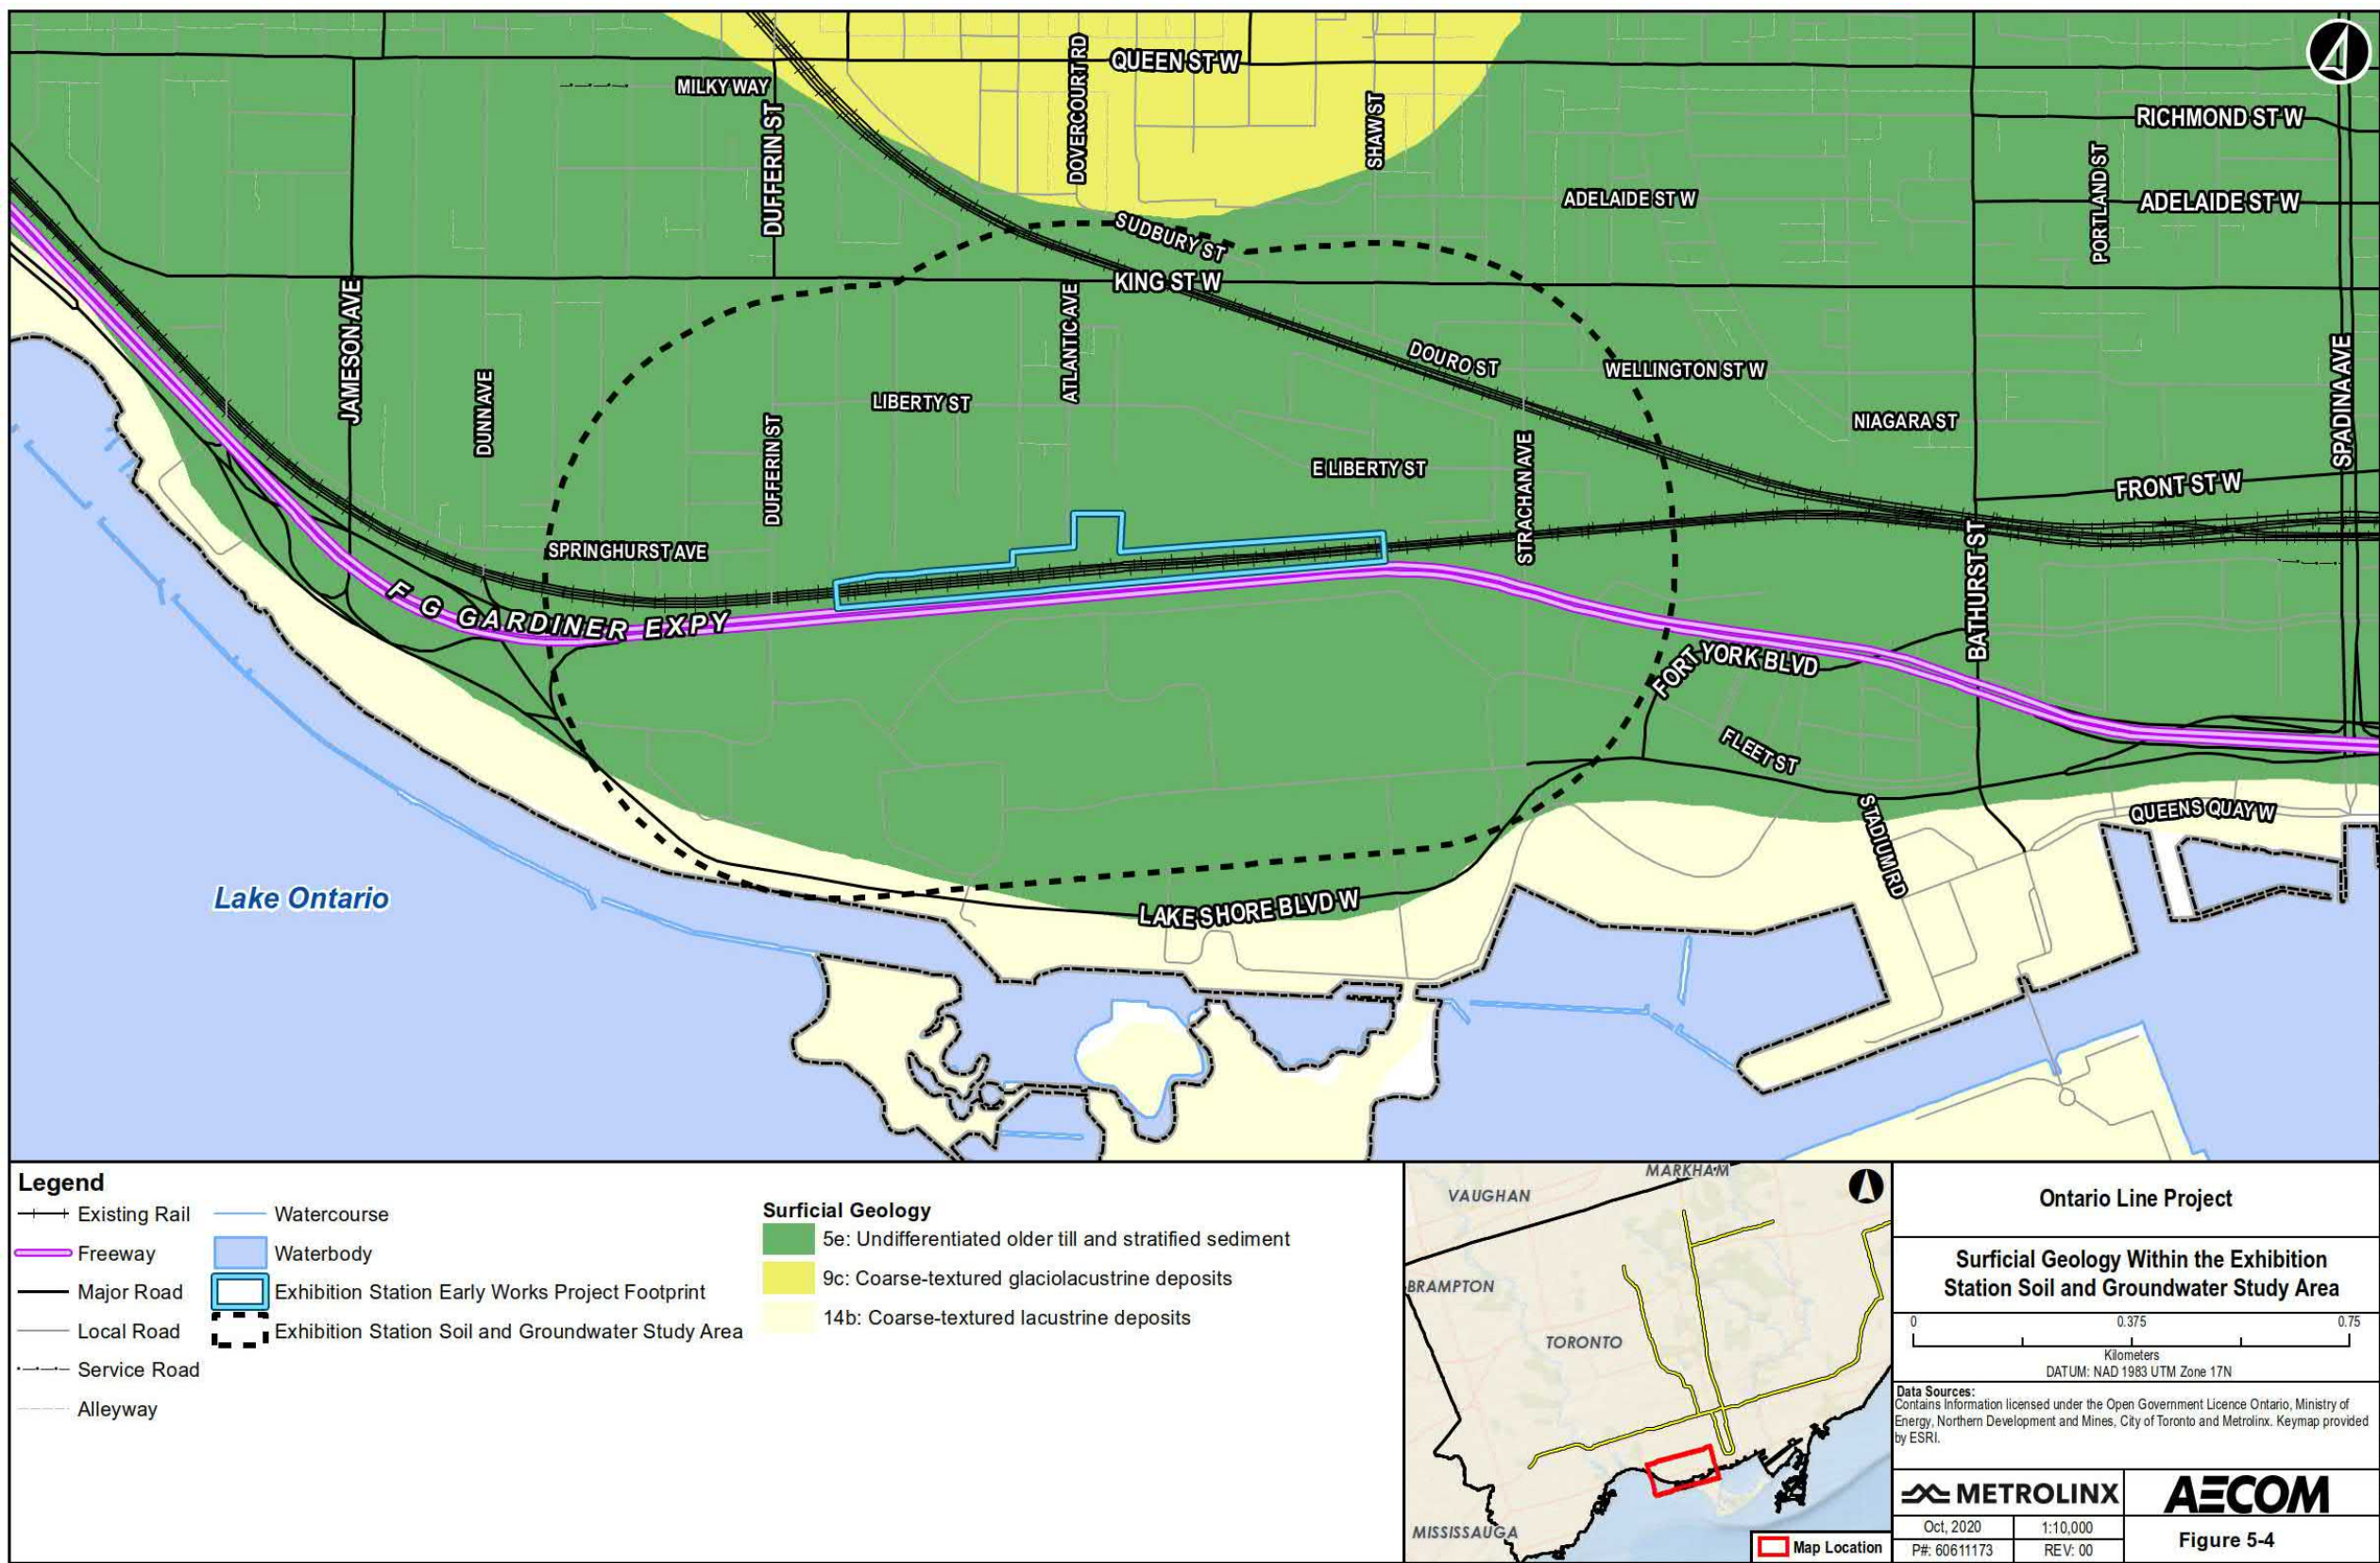 QUEEN ST W
DOVERCOURT RD
MILKY WAY
DUFFERIN ST
SHAW ST
RICHMOND ST W
PORTLAND ST
ADELAIDE ST W
ADELAIDE ST W
SUDBURY ST
KING ST W
JAMESON AVE
ATLANTIC AVE
DUNN AVE
DOURO ST
WELLINGTON ST W
SPADINA AVE
LIBERTY ST
NIAGARA ST
DUFFERIN ST
E LIBERTY ST
STRACHAN AVE
FRONT ST W
SPRINGHURST AVE
BATHURST ST
F G GARDINER EXPY
FORT YORK BLVD
FLEET ST
STADIUM RD
QUEENS QUAY W
Lake Ontario
LAKE SHORE BLVD W
Legend
Existing Rail
Freeway
Major Road
Local Road
Service Road
Alleyway
Watercourse
Waterbody
Exhibition Station Early Works Project Footprint
Exhibition Station Soil and Groundwater Study Area
Surficial Geology
5e: Undifferentiated older till and stratified sediment
9c: Coarse-textured glaciolacustrine deposits
14b: Coarse-textured lacustrine deposits
MARKHAM
VAUGHAN
BRAMPTON
TORONTO
MISSISSAUGA
Map Location
Ontario Line Project
Surficial Geology Within the Exhibition
Station Soil and Groundwater Study Area
0 0.375 0.75
Kilometers
DATUM: NAD 1983 UTM Zone 17N
Data Sources:
Contains Information licensed under the Open Government Licence Ontario, Ministry of
Energy, Northern Development and Mines, City of Toronto and Metrolinx. Keymap provided
by ESRI.
METROLINX
AECOM
Oct, 2020
1:10,000
P#: 60611173
REV: 00
Figure 5-4